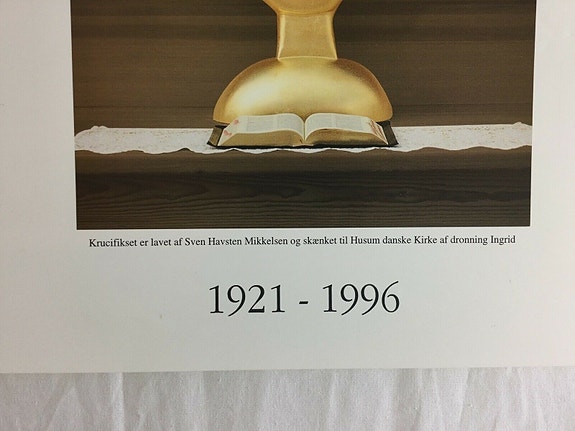 Krucifikset er lavet af Sven Havsten Mikkelsen og skænket til Husum danske Kirke af dronning Ingrid
1921 - 1996